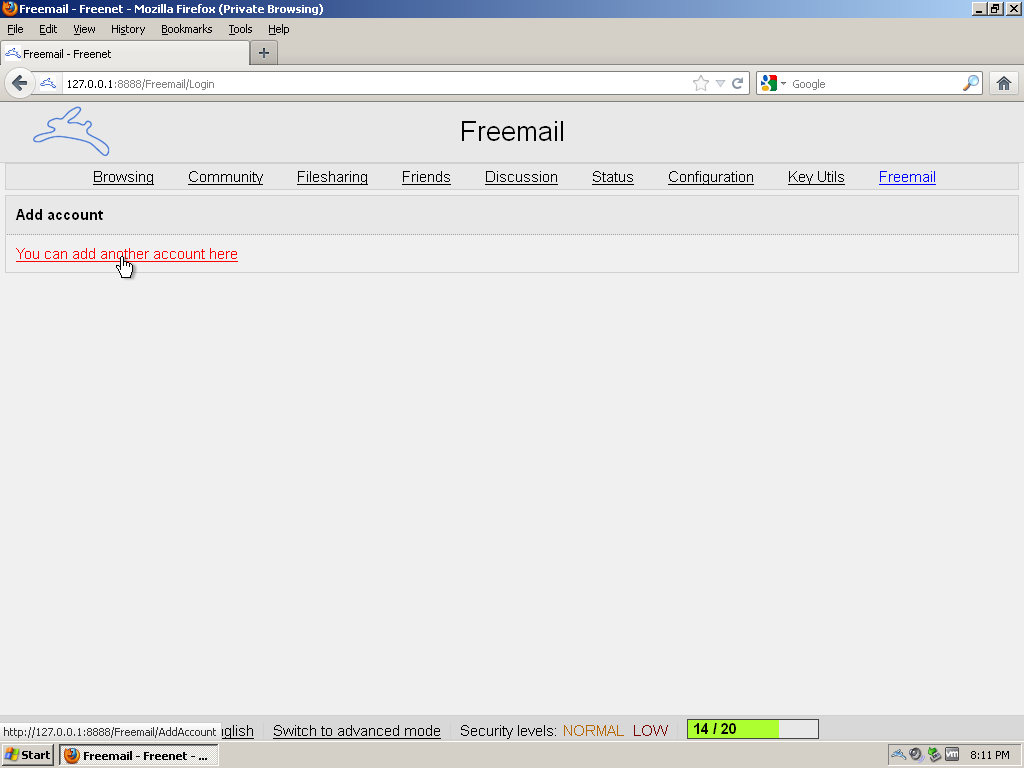 Freemail - Freenet - Mozilla Firefox (Private Browsing)
File Edit View History Bookmarks Tools Help
Freemail - Freenet
127.0.0.1:8888/Freemail/Login
Google
Freemail
Browsing Community Filesharing Friends Discussion Status Configuration Key Utils Freemail
Add account
You can add another account here
http://127.0.0.1:8888/Freemail/AddAccount glish Switch to advanced mode Security levels: NORMAL LOW 14 / 20
Start Freemail - Freenet - ... 8:11 PM